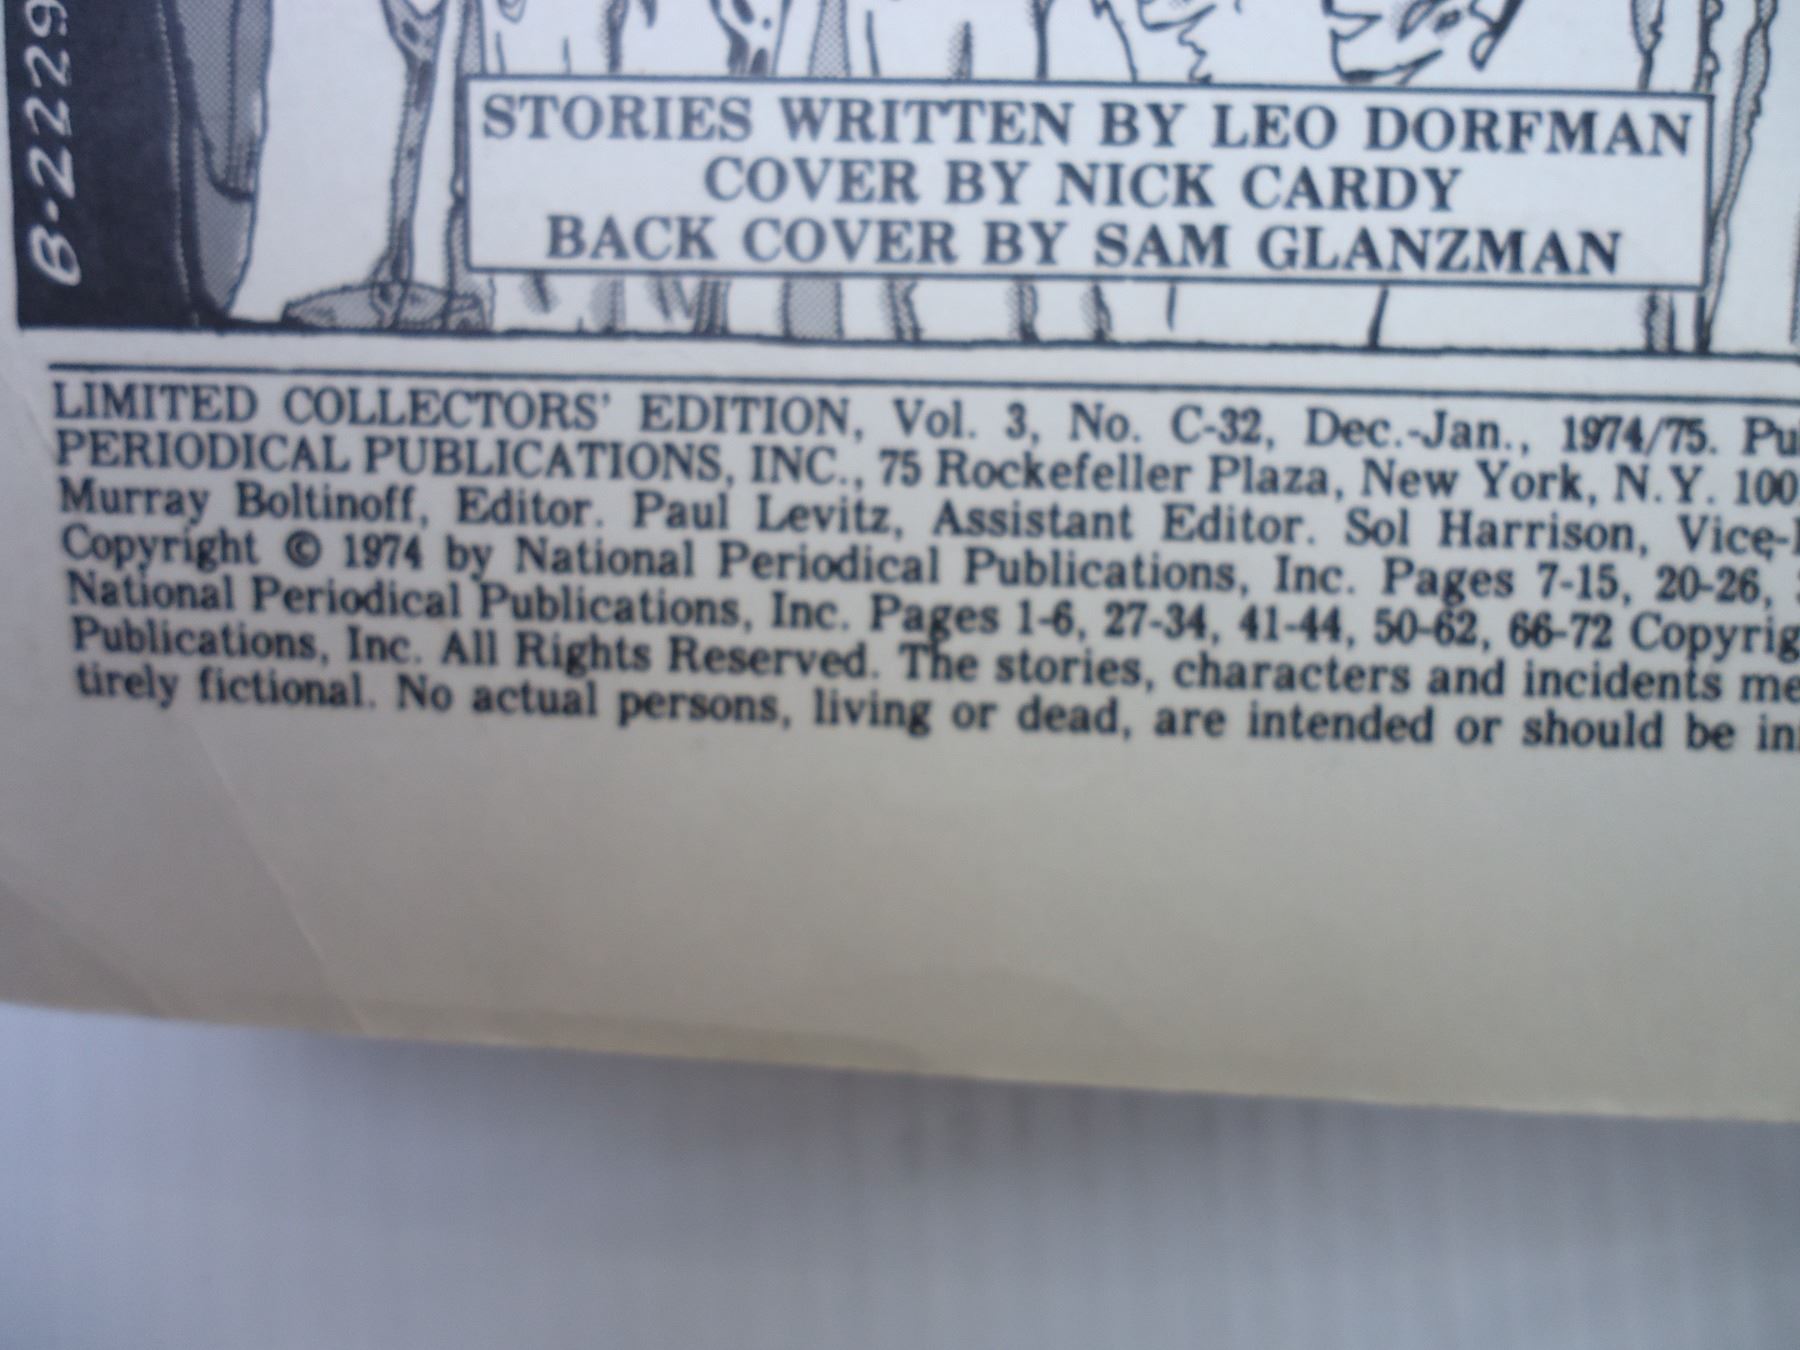 B-22229
STORIES WRITTEN BY LEO DORFMAN
COVER BY NICK CARDY
BACK COVER BY SAM GLANZMAN
LIMITED COLLECTORS' EDITION, Vol. 3, No. C-32, Dec.-Jan., 1974/75.
PERIODICAL PUBLICATIONS, INC., 75 Rockefeller Plaza, New York, N.Y.
Murray Boltinoff, Editor. Paul Levitz, Assistant Editor. Sol Harrison,
Copyright © 1974 by National Periodical Publications, Inc. Pages 7-15, 20-26,
National Periodical Publications, Inc. Pages 1-6, 27-34, 41-44, 50-62, 66-72
Publications, Inc. All Rights Reserved. The stories, characters and incidents
tirely fictional. No actual persons, living or dead, are intended or should be